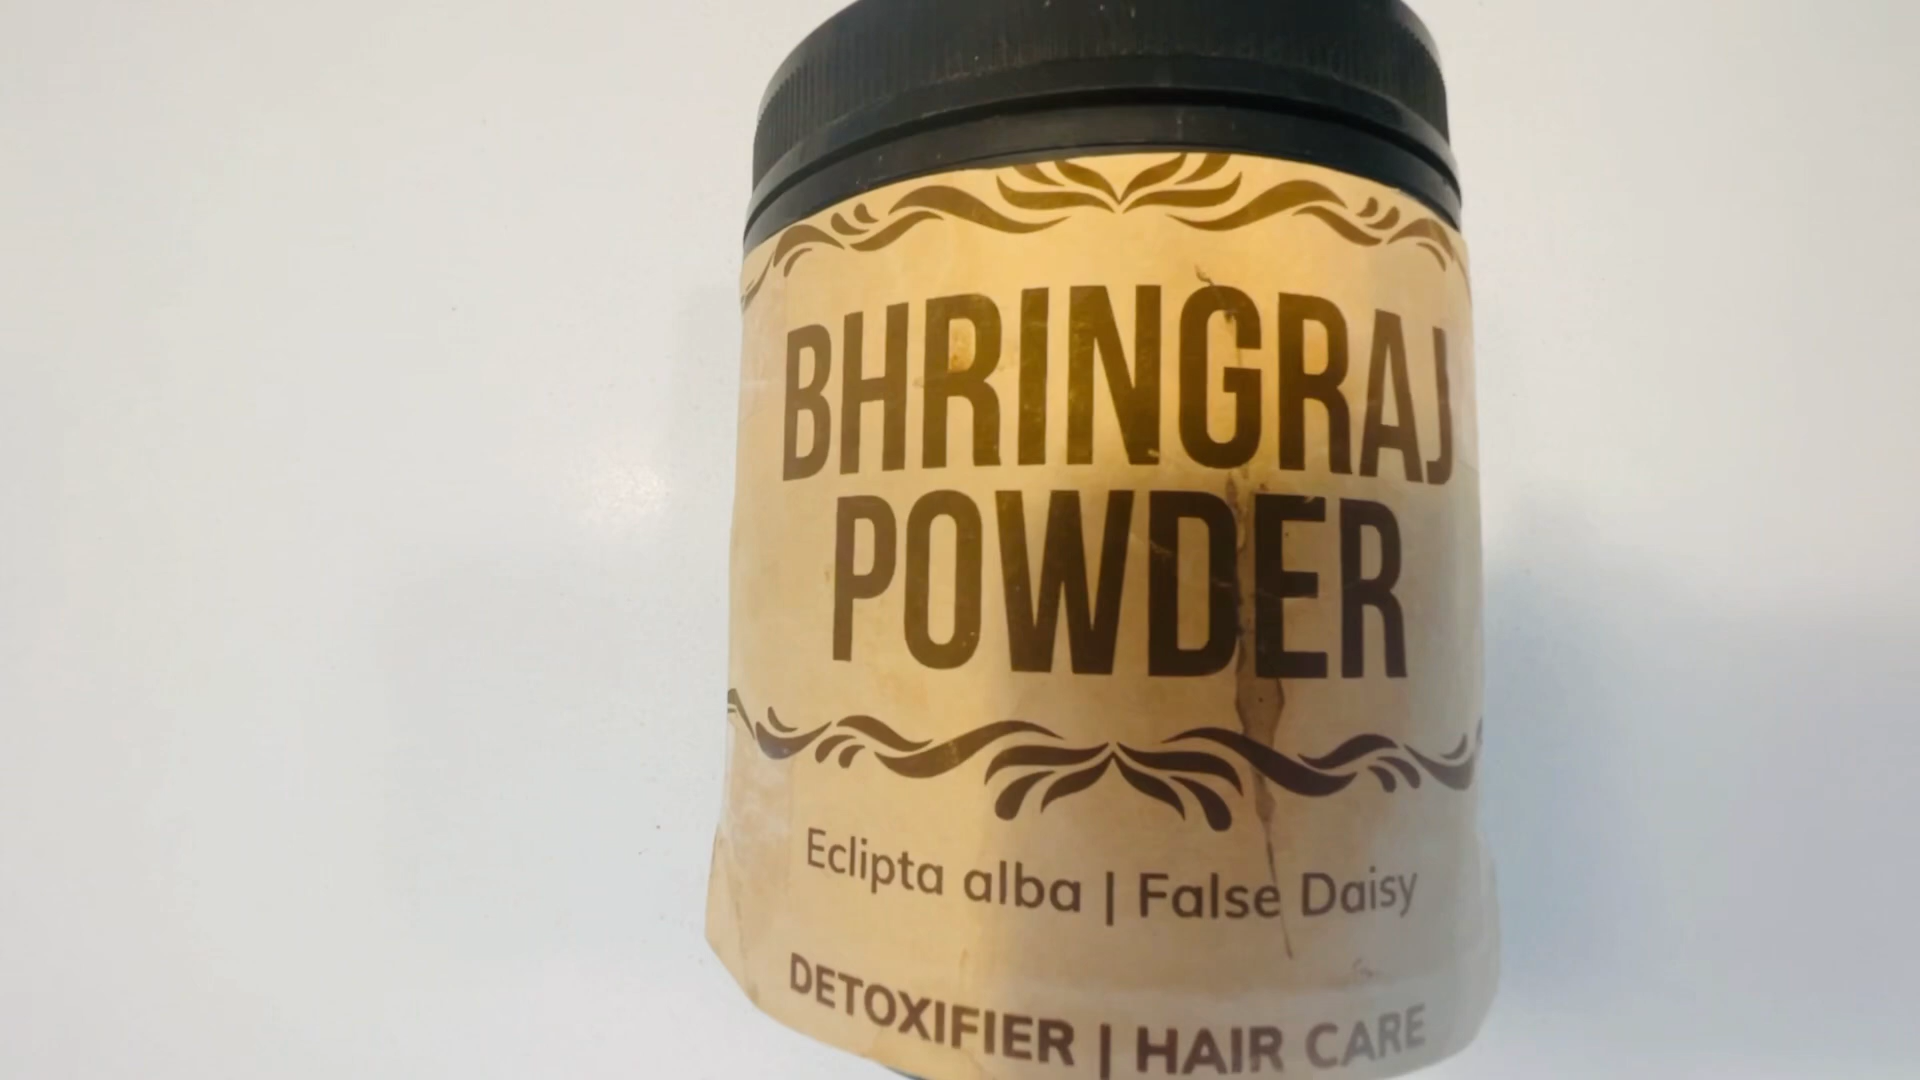 BHRINGRAJ
POWDER
Eclipta alba | False Daisy
DETOXIFIER | HAIR CARE